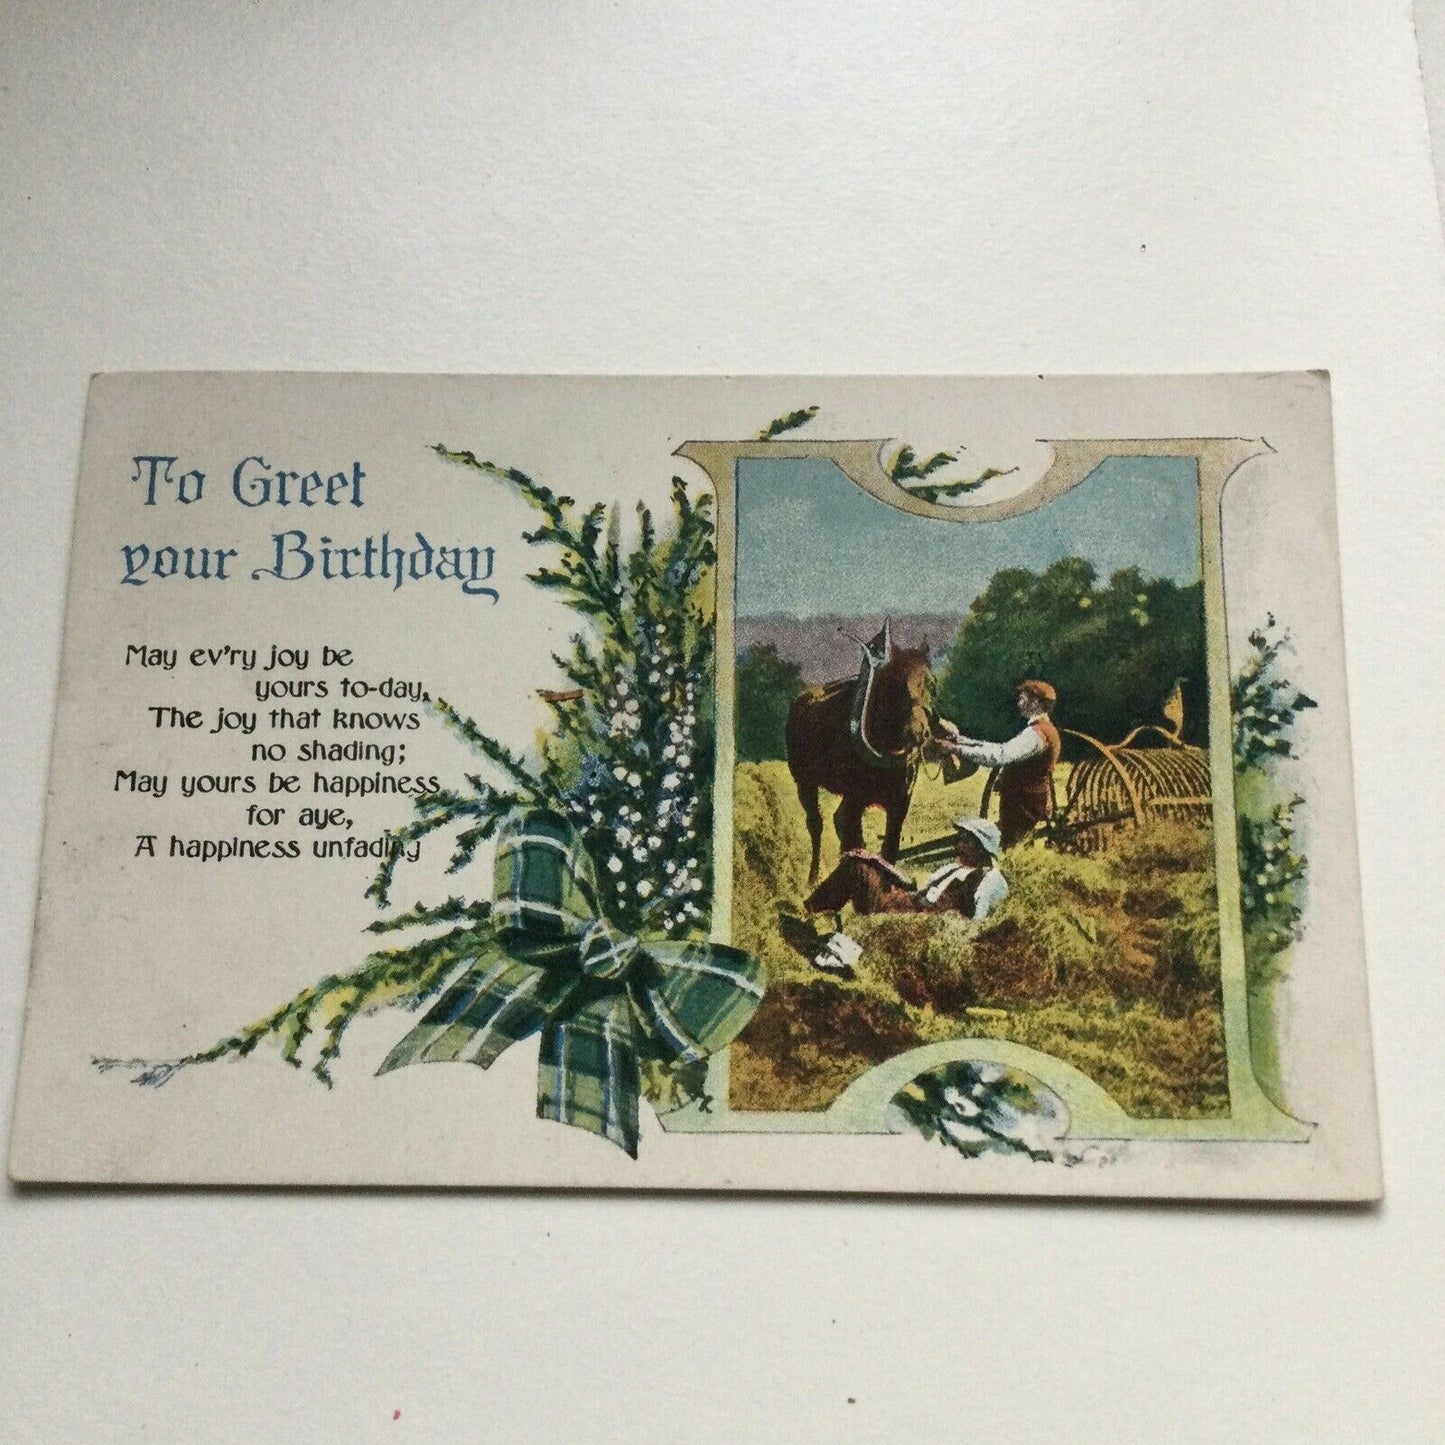 To Greet
your Birthday
May ev'ry joy be
yours to-day,
The joy that knows
no shading;
May yours be happiness
for aye,
A happiness unfading